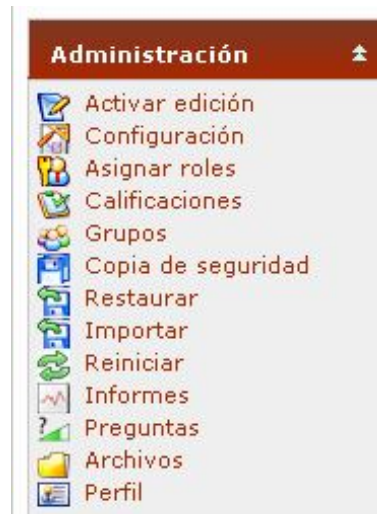 Administración
Activar edición
Configuración
Asignar roles
Calificaciones
Grupos
Copia de seguridad
Restaurar
Importar
Reiniciar
Informes
Preguntas
Archivos
Perfil